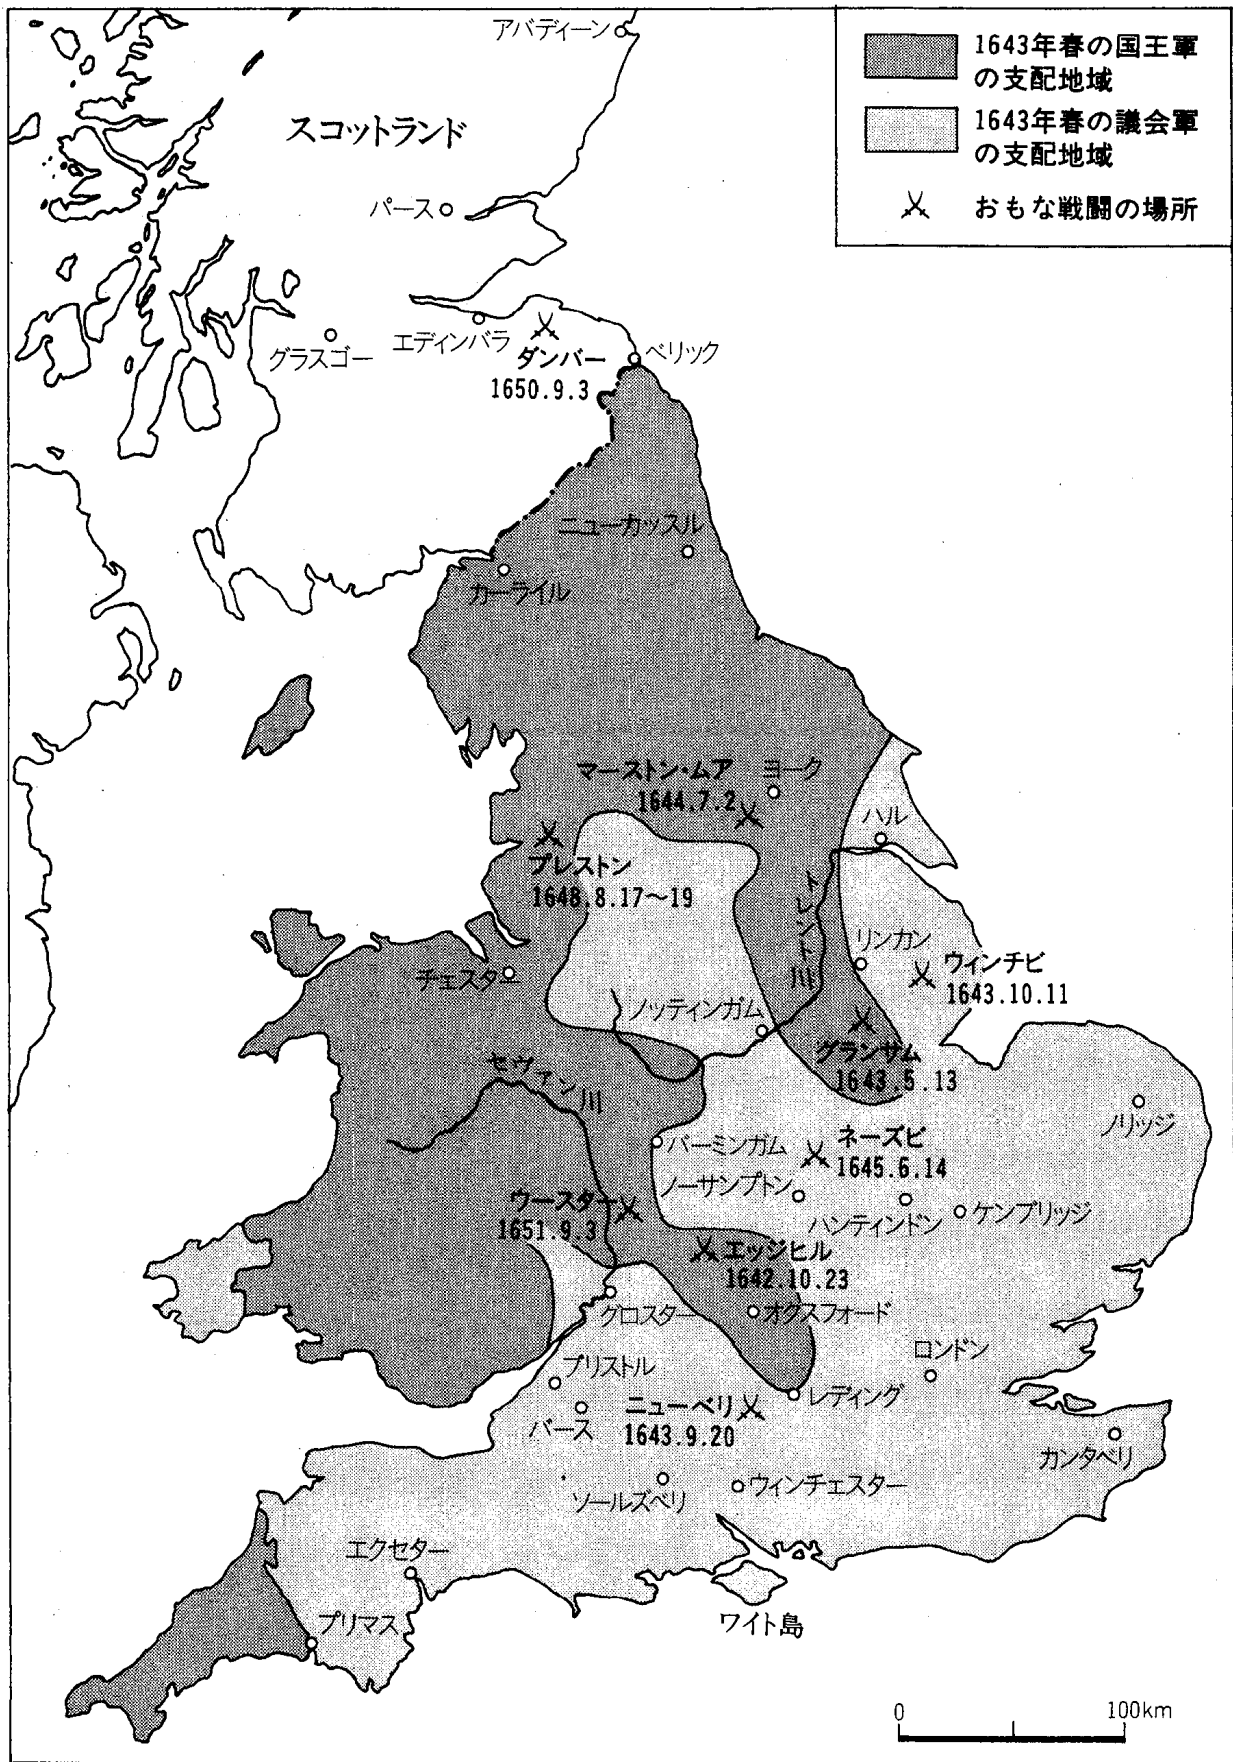 1643年春の国王軍
の支配地域
1643年春の議会軍
の支配地域
おもな戦闘の場所
アバディーン
スコットランド
パース
グラスゴー
エディンバラ
ダンバー
1650.9.3
ベリック
ニューカッスル
カーライル
マーストン・ムア
1644.7.2
ヨーク
ハル
プレストン
1648.8.17〜19
トレント川
リンカン
ウィンチビ
1643.10.11
チェスター
ノッティンガム
グランサム
1643.5.13
セヴァン川
ノリッジ
バーミンガム
ネーズビ
1645.6.14
ノーサンプトン
ハンティンドン
ケンブリッジ
ウースター
1651.9.3
エッジヒル
1642.10.23
グロスター
オクスフォード
ロンドン
ブリストル
レディング
バース
ニューベリ
1643.9.20
カンタベリ
ソールズベリ
ウィンチェスター
エクセター
プリマス
ワイト島
0
100km